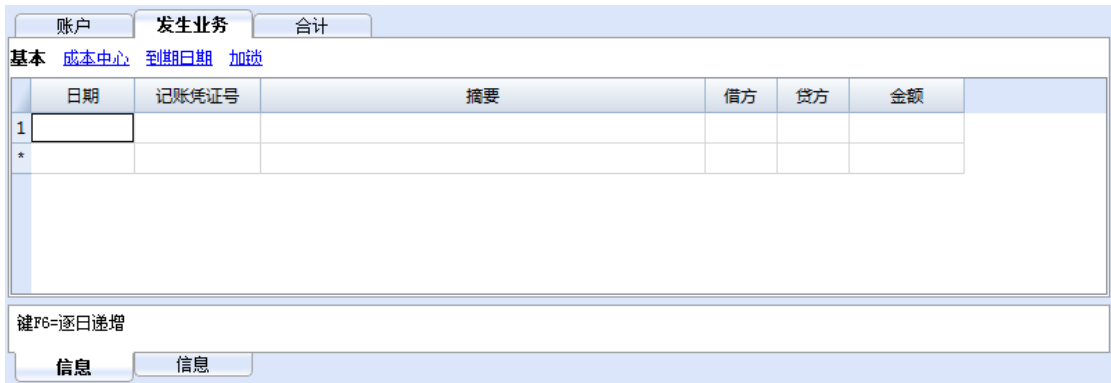 账户 发生业务 合计
基本 成本中心 到期日期 加锁
日期 记账凭证号 摘要 借方 贷方 金额
1
*
键F6=逐日递增
信息 信息